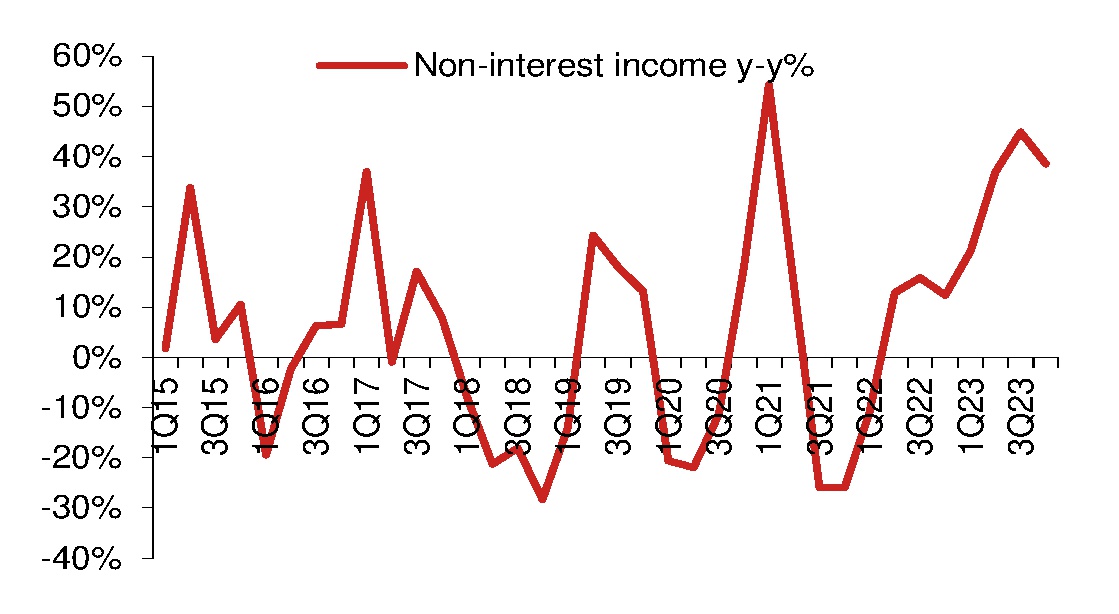 Non-interest income y-y%
60%
50%
40%
30%
20%
10%
0%
-10%
-20%
-30%
-40%
1Q15
3Q15
1Q16
3Q16
1Q17
3Q17
1Q18
3Q18
1Q19
3Q19
1Q20
3Q20
1Q21
3Q21
1Q22
3Q22
1Q23
3Q23